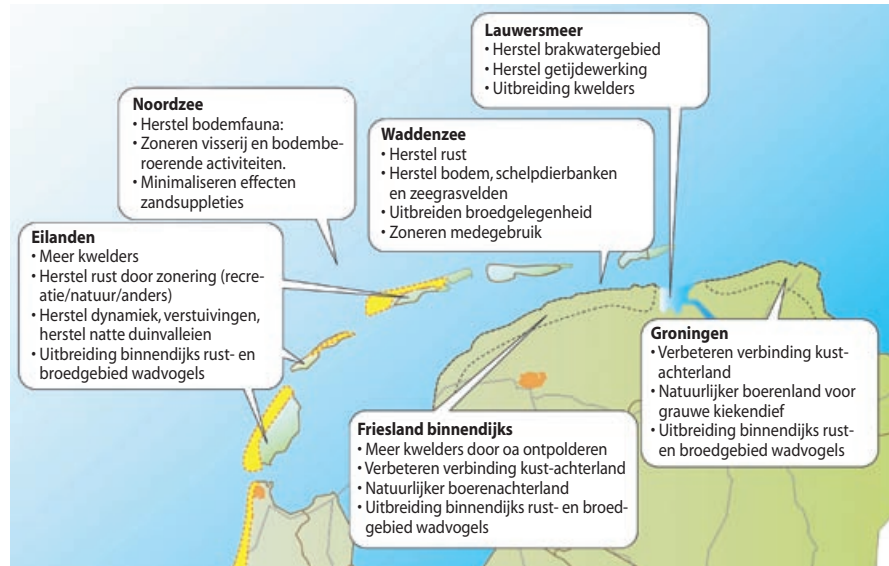 Lauwersmeer
• Herstel brakwatergebied
• Herstel getijdewerking
• Uitbreiding kwelders
Noordzee
• Herstel bodemfauna:
• Zoneren visserij en bodembe-
roerende activiteiten.
• Minimaliseren effecten
zandsuppleties
Waddenzee
• Herstel rust
• Herstel bodem, schelpdierbanken
en zeegrasvelden
• Uitbreiden broedgelegenheid
• Zoneren medegebruik
Eilanden
• Meer kwelders
• Herstel rust door zonering (recre-
atie/natuur/anders)
• Herstel dynamiek, verstuivingen,
herstel natte duinvalleien
• Uitbreiding binnendijks rust- en
broedgebied wadvogels
Groningen
• Verbeteren verbinding kust-
achterland
• Natuurlijker boerenland voor
grauwe kiekendief
• Uitbreiding binnendijks rust-
en broedgebied wadvogels
Friesland binnendijks
• Meer kwelders door oa ontpolderen
• Verbeteren verbinding kust-achterland
• Natuurlijker boerenachterland
• Uitbreiding binnendijks rust- en broed-
gebied wadvogels